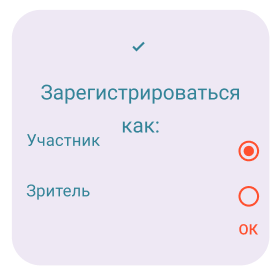 Зарегистрироваться
как:
Участник
Зритель
ОК